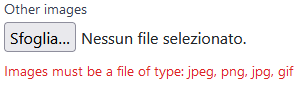 Other images
Sfoglia... Nessun file selezionato.
Images must be a file of type: jpeg, png, jpg, gif